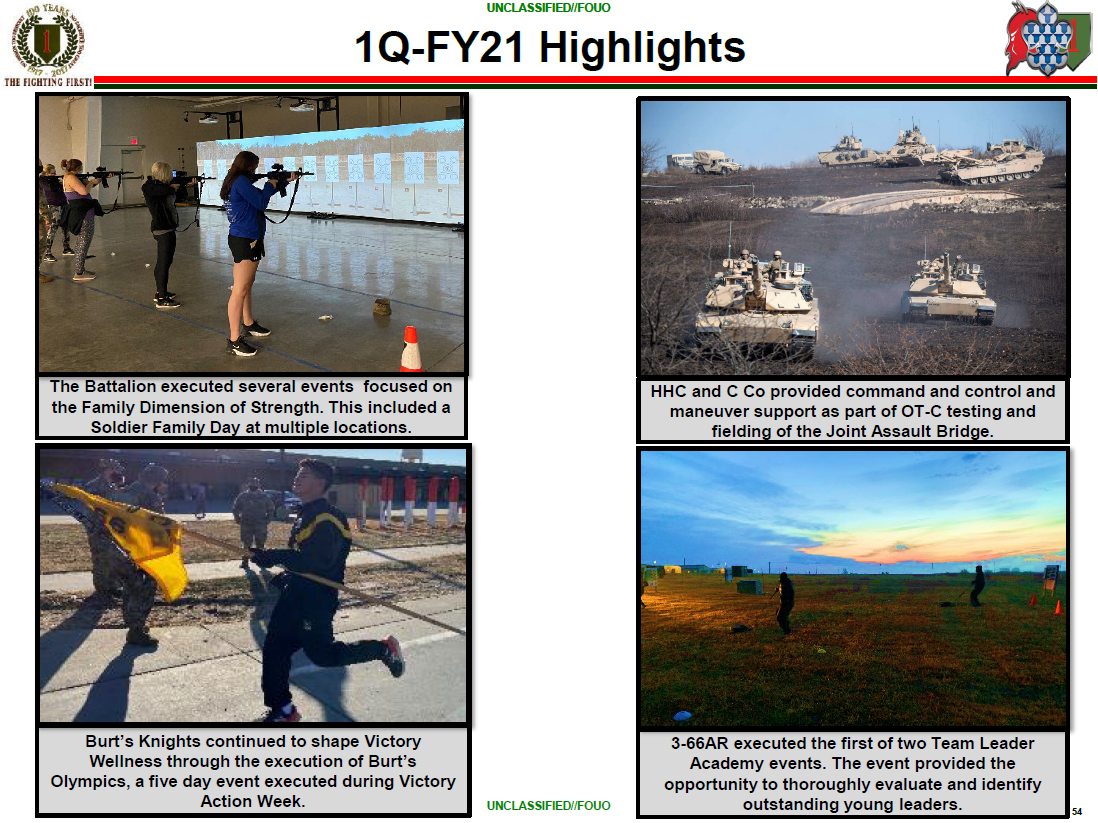 UNCLASSIFIED//FOUO
100 YEARS
1
1917 - 2017
THE FIGHTING FIRST!
1Q-FY21 Highlights
1
The Battalion executed several events focused on
the Family Dimension of Strength. This included a
Soldier Family Day at multiple locations.
HHC and C Co provided command and control and
maneuver support as part of OT-C testing and
fielding of the Joint Assault Bridge.
Burt's Knights continued to shape Victory
Wellness through the execution of Burt's
Olympics, a five day event executed during Victory
Action Week.
3-66AR executed the first of two Team Leader
Academy events. The event provided the
opportunity to thoroughly evaluate and identify
outstanding young leaders.
UNCLASSIFIED//FOUO
54